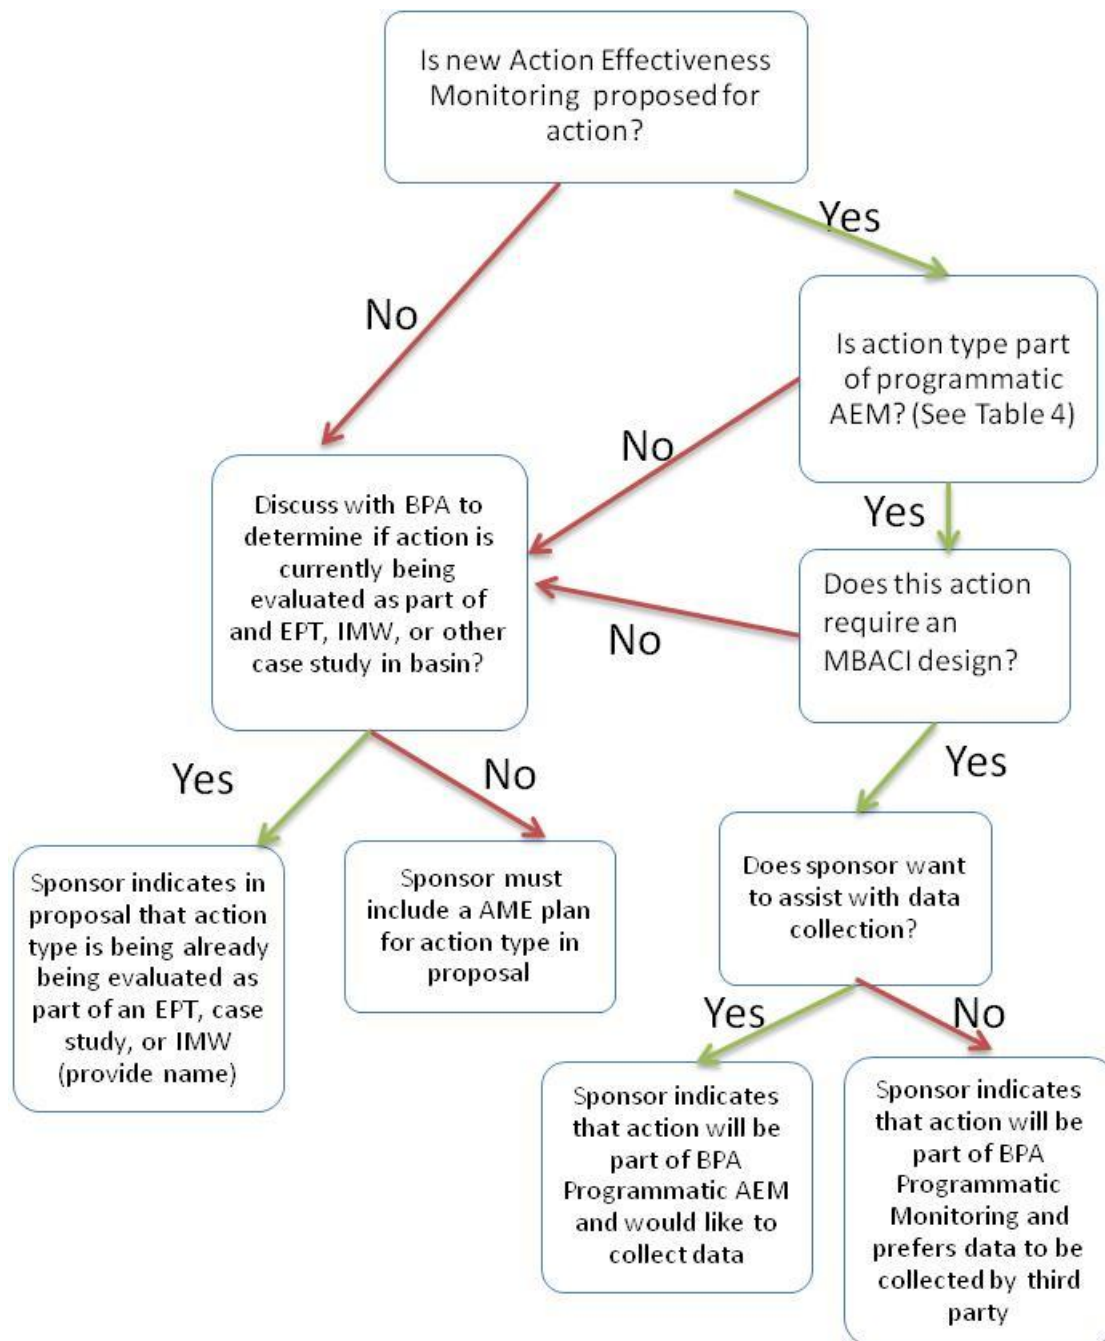 Is new Action Effectiveness
Monitoring proposed for
action?
Yes
No
Is action type part
of programmatic
AEM? (See Table 4)
No
Yes
Discuss with BPA to
determine if action is
currently being
evaluated as part of
and EPT, IMW, or other
case study in basin?
Does this action
require an
MBACI design?
No
Yes
No
Yes
Sponsor indicates in
proposal that action
type is being already
being evaluated as
part of an EPT, case
study, or IMW
(provide name)
Sponsor must
include a AME plan
for action type in
proposal
Does sponsor want
to assist with data
collection?
Yes
No
Sponsor indicates
that action will be
part of BPA
Programmatic AEM
and would like to
collect data
Sponsor indicates
that action will be
part of BPA
Programmatic
Monitoring and
prefers data to be
collected by third
party